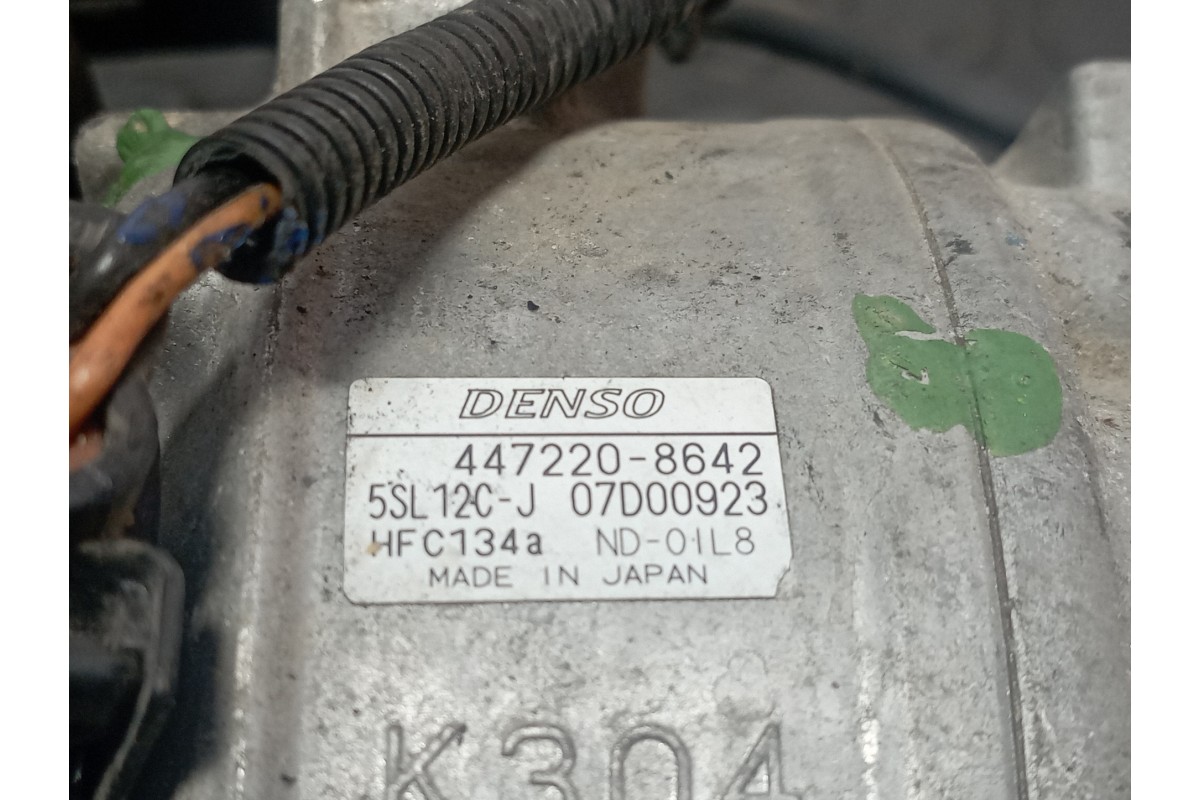 DENSO
447220-8642
5SL12C-J 07D00923
HFC134a ND-OIL8
MADE IN JAPAN
K304